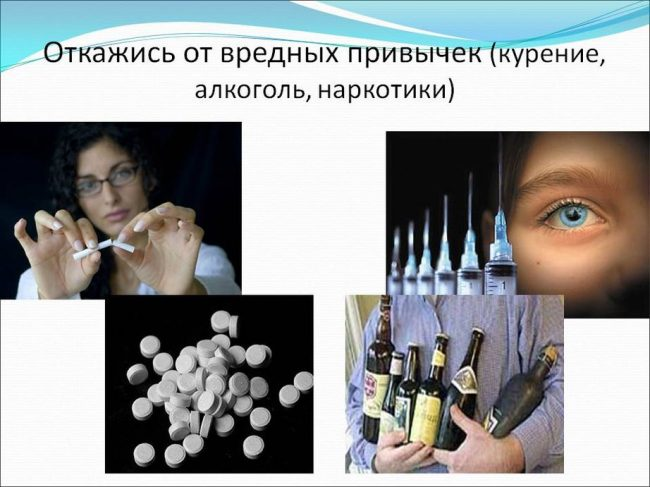 Откажись от вредных привычек (курение,
алкоголь, наркотики)